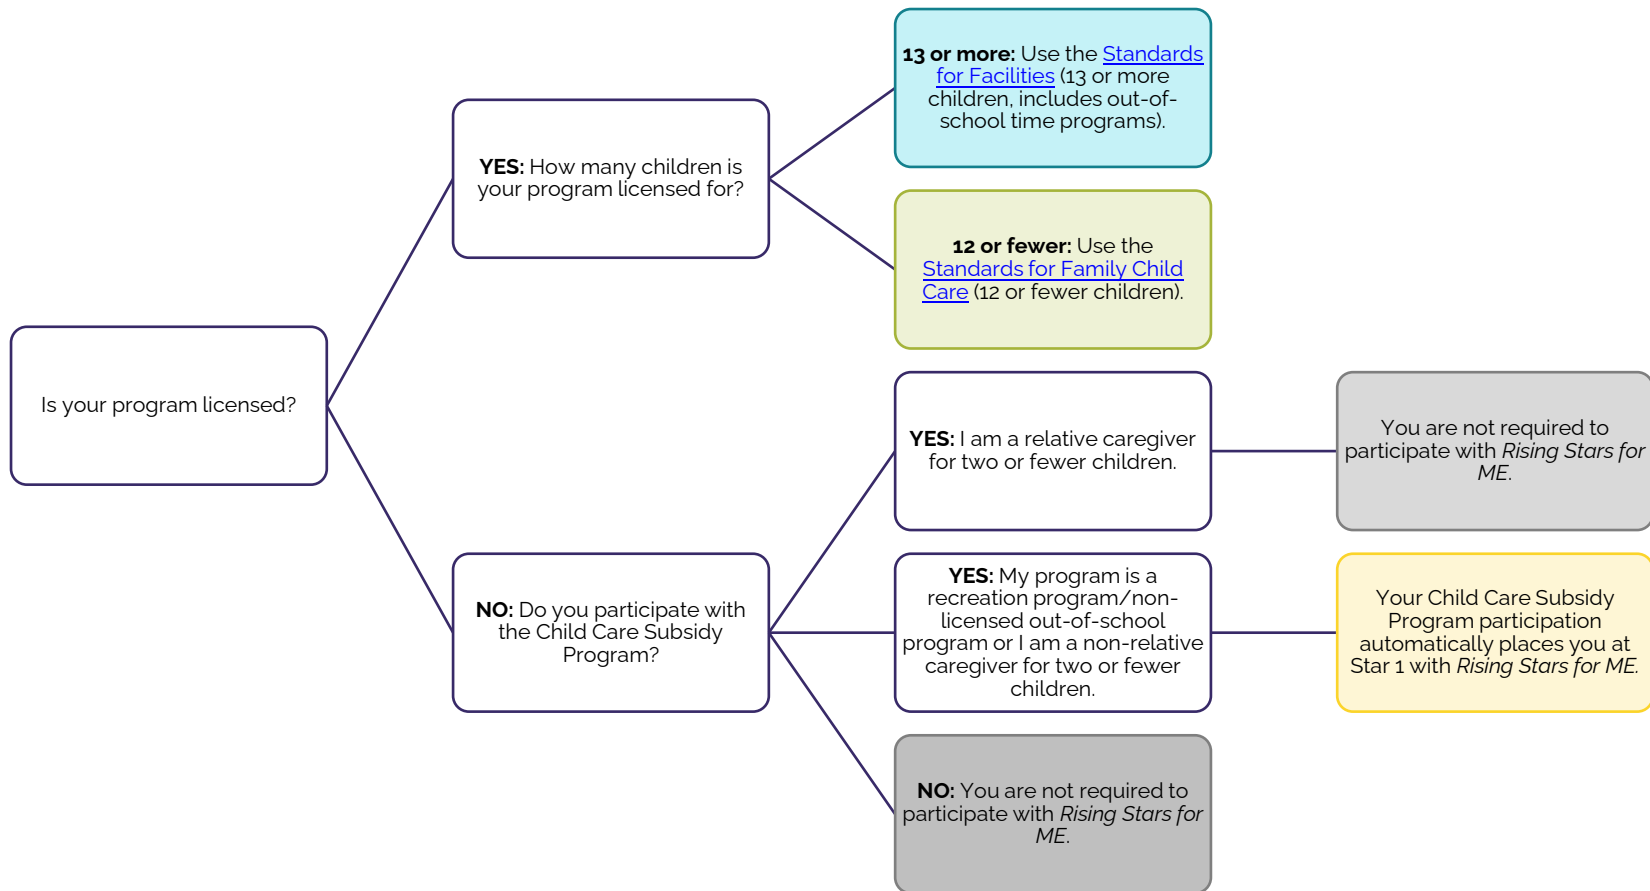 Is your program licensed?
YES: How many children is
your program licensed for?
13 or more: Use the Standards
for Facilities (13 or more
children, includes out-of-
school time programs).
12 or fewer: Use the
Standards for Family Child
Care (12 or fewer children).
NO: Do you participate with
the Child Care Subsidy
Program?
YES: I am a relative caregiver
for two or fewer children.
You are not required to
participate with Rising Stars for
ME.
YES: My program is a
recreation program/non-
licensed out-of-school
program or I am a non-relative
caregiver for two or fewer
children.
Your Child Care Subsidy
Program participation
automatically places you at
Star 1 with Rising Stars for ME.
NO: You are not required to
participate with Rising Stars for
ME.